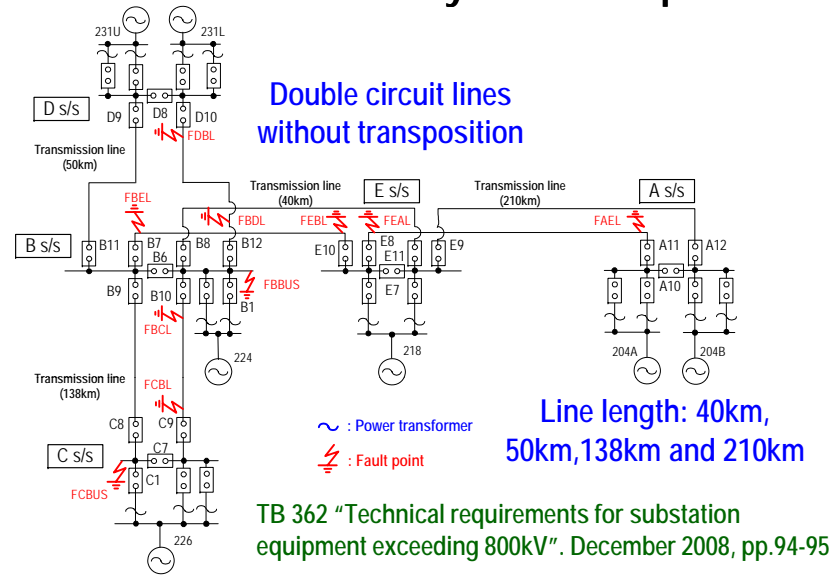 231U
231L
D s/s
D9
D8
D10
FDBL
Double circuit lines
without transposition
Transmission line
(50km)
FBEL
FBDL
Transmission line
(40km)
FEBL
E s/s
FEAL
Transmission line
(210km)
A s/s
FAEL
B s/s
B11
B7
B8
B12
B6
E10
E8
E11
E9
A11
A12
A10
B9
B10
B1
FBBUS
FBCL
E7
224
218
204A
204B
Transmission line
(138km)
FCBL
C8
C9
C7
C s/s
C1
FCBUS
226
: Power transformer
: Fault point
Line length: 40km,
50km,138km and 210km
TB 362 “Technical requirements for substation
equipment exceeding 800kV”. December 2008, pp.94-95